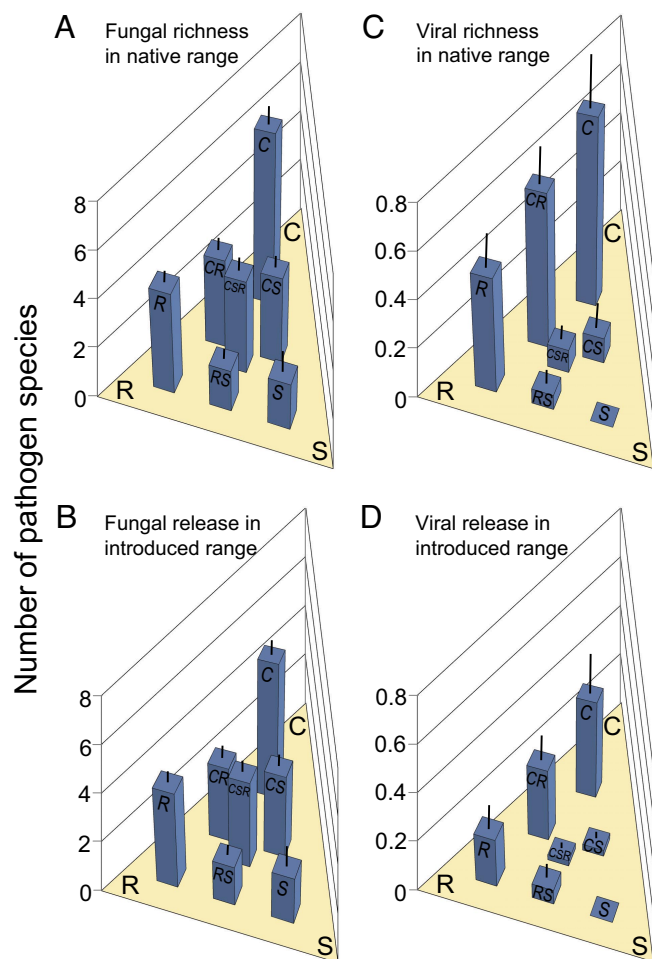 A
Fungal richness
in native range
8
6
4
2
0
C
CR
CSR
CS
R
RS
S
C
R
S
C
Viral richness
in native range
0.8
0.6
0.4
0.2
0
C
CR
R
CSR
CS
RS
S
C
R
S
Number of pathogen species
B
Fungal release in
introduced range
8
6
4
2
0
C
CR
CSR
CS
R
RS
S
C
R
S
D
Viral release in
introduced range
0.8
0.6
0.4
0.2
0
C
CR
R
CSR
CS
RS
S
C
R
S